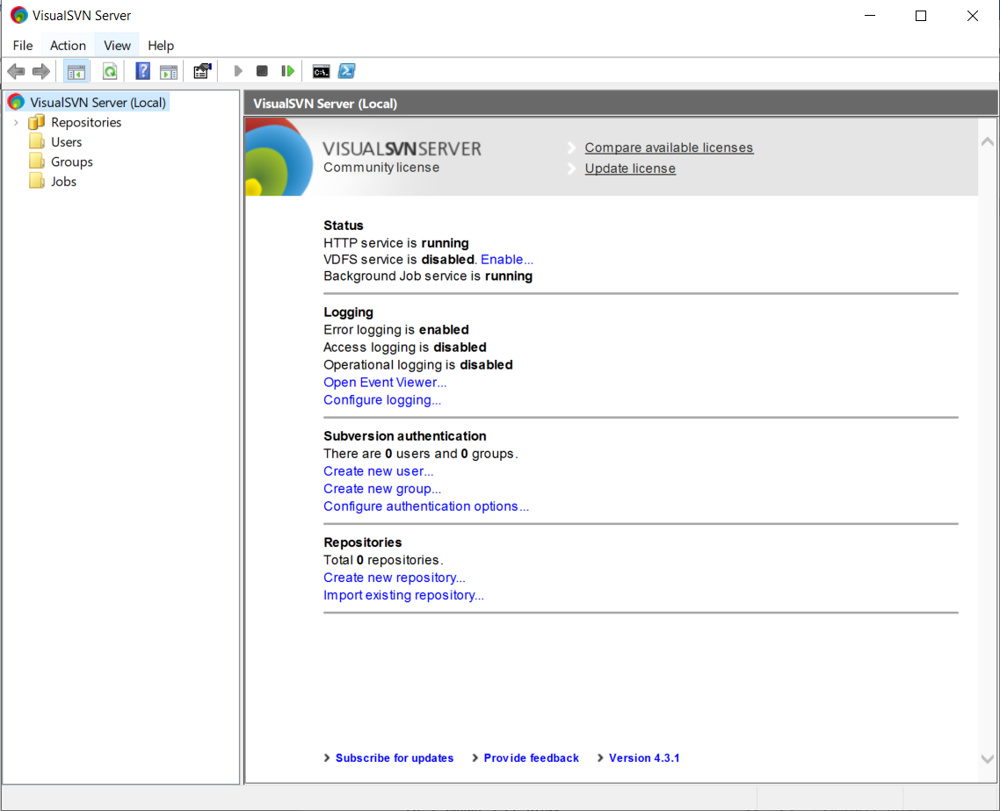 VisualSVN Server
File Action View Help
C:\.
VisualSVN Server (Local)
Repositories
Users
Groups
Jobs
VisualSVN Server (Local)
VISUALSVNSERVER
Community license
Compare available licenses
Update license
Status
HTTP service is running
VDFS service is disabled. Enable...
Background Job service is running
Logging
Error logging is enabled
Access logging is disabled
Operational logging is disabled
Open Event Viewer...
Configure logging...
Subversion authentication
There are 0 users and 0 groups.
Create new user...
Create new group...
Configure authentication options...
Repositories
Total 0 repositories.
Create new repository...
Import existing repository...
Subscribe for updates Provide feedback Version 4.3.1